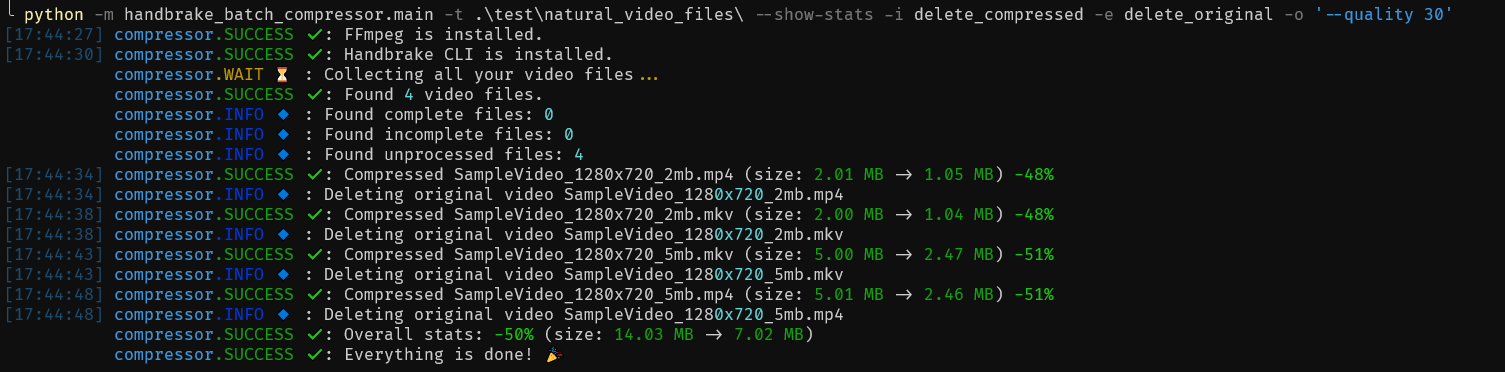 python -m handbrake_batch_compressor.main -t .\test\natural_video_files\ --show-stats -i delete_compressed -e delete_original -o '--quality 30'
[17:44:27] compressor.SUCCESS ✓: FFmpeg is installed.
[17:44:30] compressor.SUCCESS ✓: Handbrake CLI is installed.
compressor.WAIT ⏳ : Collecting all your video files...
compressor.SUCCESS ✓: Found 4 video files.
compressor.INFO 🔹 : Found complete files: 0
compressor.INFO 🔹 : Found incomplete files: 0
compressor.INFO 🔹 : Found unprocessed files: 4
[17:44:34] compressor.SUCCESS ✓: Compressed SampleVideo_1280x720_2mb.mp4 (size: 2.01 MB → 1.05 MB) -48%
[17:44:34] compressor.INFO 🔹 : Deleting original video SampleVideo_1280x720_2mb.mp4
[17:44:38] compressor.SUCCESS ✓: Compressed SampleVideo_1280x720_2mb.mkv (size: 2.00 MB → 1.04 MB) -48%
[17:44:38] compressor.INFO 🔹 : Deleting original video SampleVideo_1280x720_2mb.mkv
[17:44:43] compressor.SUCCESS ✓: Compressed SampleVideo_1280x720_5mb.mkv (size: 5.00 MB → 2.47 MB) -51%
[17:44:43] compressor.INFO 🔹 : Deleting original video SampleVideo_1280x720_5mb.mkv
[17:44:48] compressor.SUCCESS ✓: Compressed SampleVideo_1280x720_5mb.mp4 (size: 5.01 MB → 2.46 MB) -51%
[17:44:48] compressor.INFO 🔹 : Deleting original video SampleVideo_1280x720_5mb.mp4
compressor.SUCCESS ✓: Overall stats: -50% (size: 14.03 MB → 7.02 MB)
compressor.SUCCESS ✓: Everything is done! 🎉